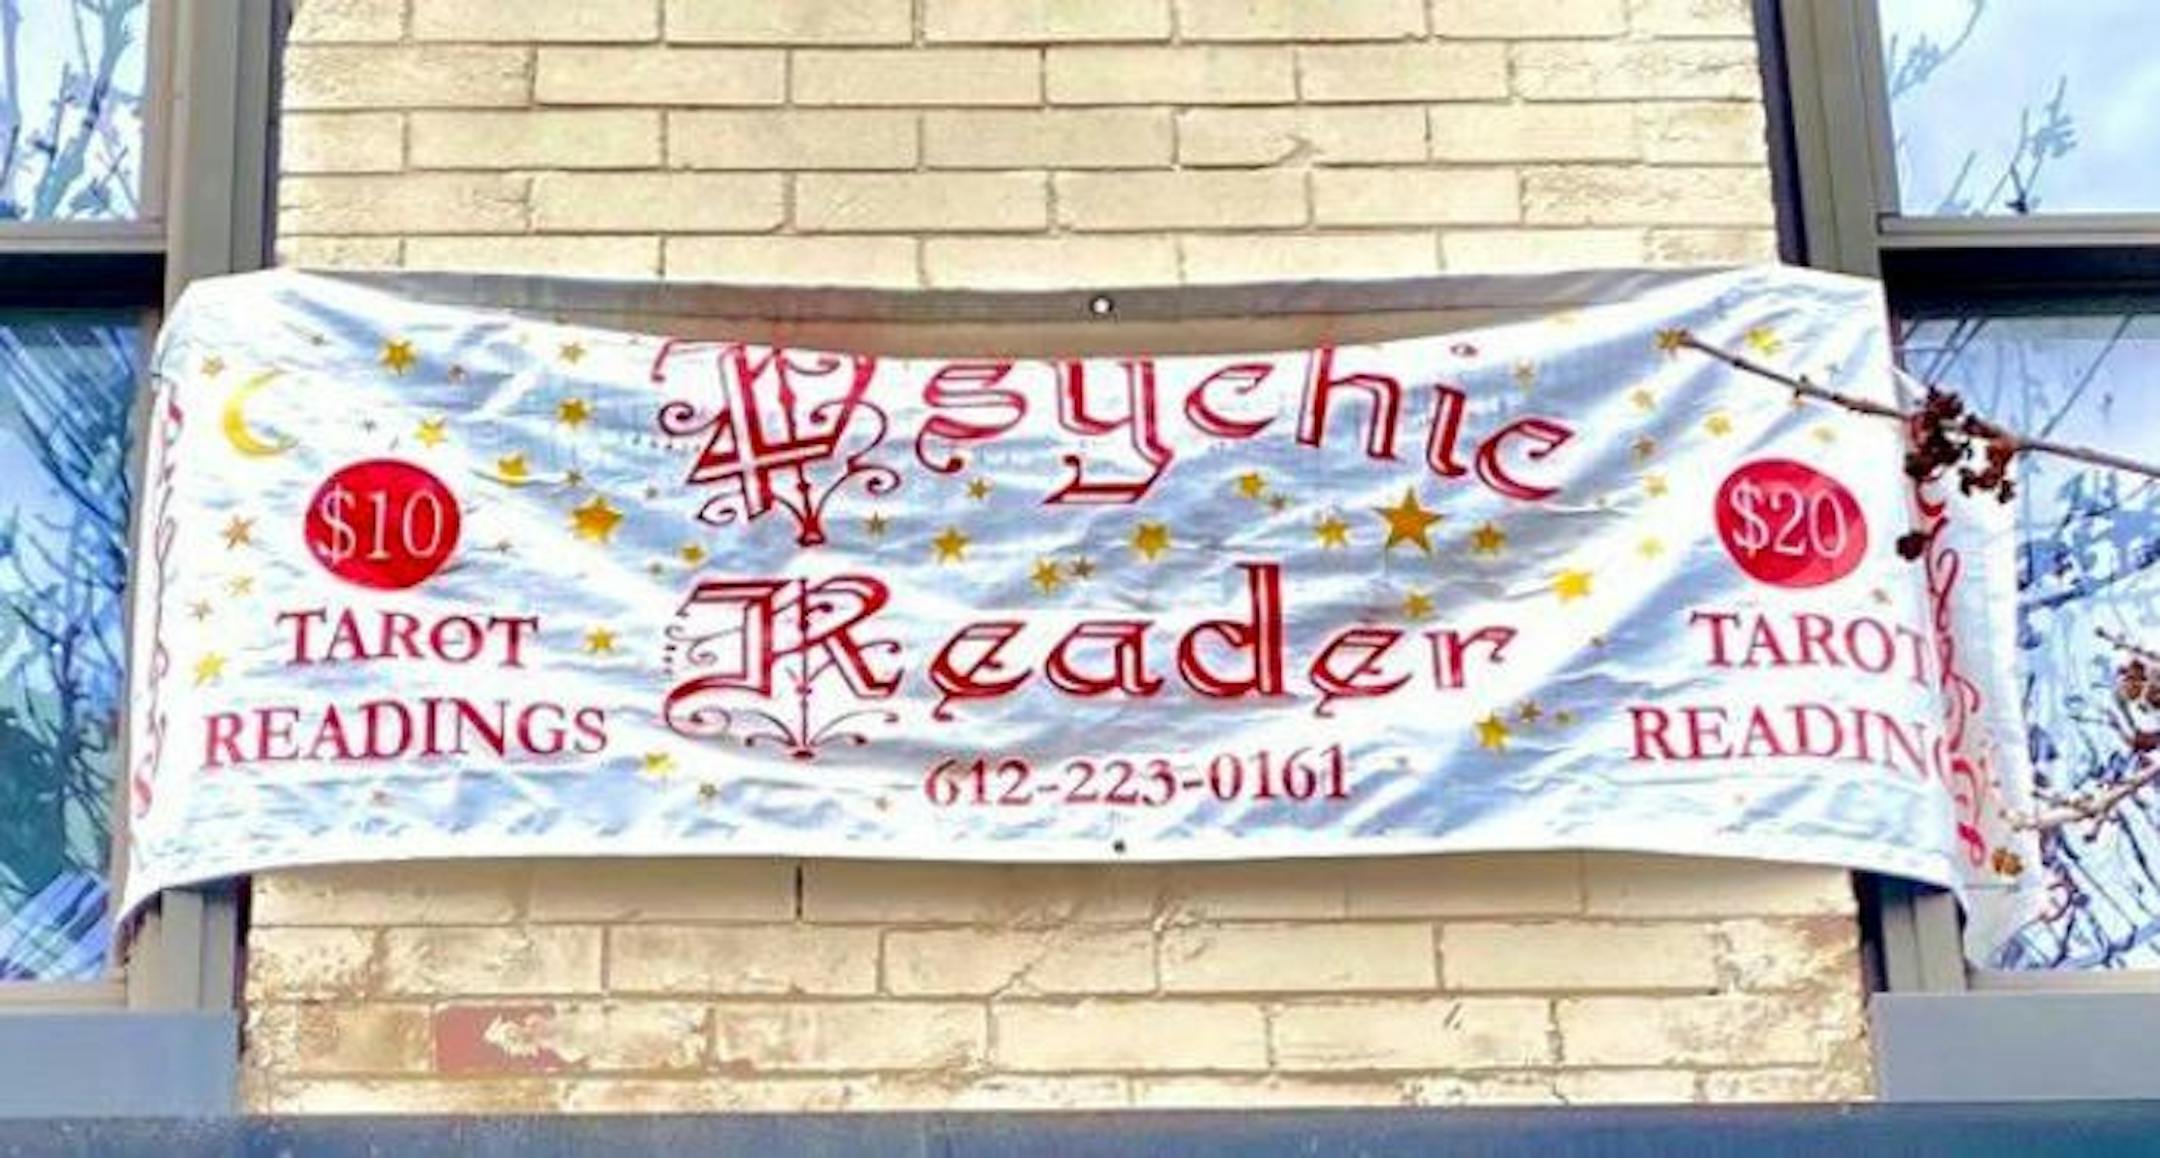 Psychic
Reader
612-223-0161
$10
TAROT
READINGS
$20
TAROT
READING